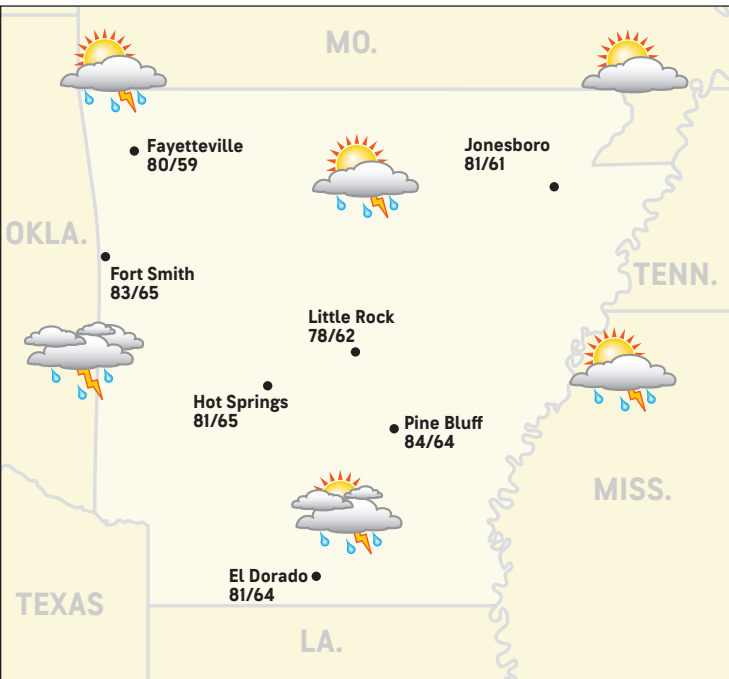 MO.
Fayetteville
80/59
Jonesboro
81/61
OKLA.
Fort Smith
83/65
TENN.
Little Rock
78/62
Hot Springs
81/65
Pine Bluff
84/64
MISS.
El Dorado
81/64
TEXAS
LA.